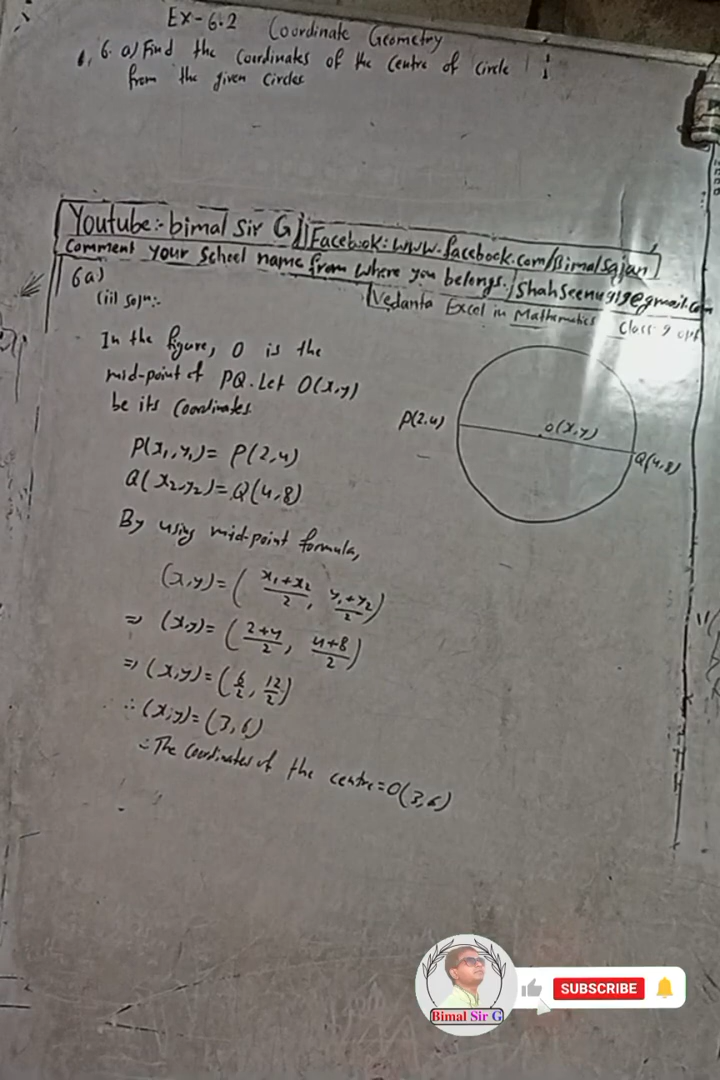 Ex-6.2 Coordinate Geometry
6. a) Find the Coordinates of the Centre of Circle
from the given Circles
Youtube:- bimal Sir G
Facebook: www.facebook.com/Bimalsajan
Comment your School name from where you belongs.
Shahseenu919@gmail.com
Vedanta Excel in Mathematics Class-9 opt
6a)
(iii) Soln:-
In the figure, O is the
mid-point of PQ. Let O(x,y)
be its Coordinates.
P(x1,y1) = P(2,4)
Q(x2,y2) = Q(4,8)
By using mid-point formula,
(x,y) = ( x1+x2/2, y1+y2/2 )
⇒ (x,y) = ( 2+4/2, 4+8/2 )
⇒ (x,y) = ( 6/2, 12/2 )
∴ (x,y) = (3,6)
∴ The Coordinates of the centre = O(3,6)
P(2,4)
O(x,y)
Q(4,8)
SUBSCRIBE
Bimal Sir G